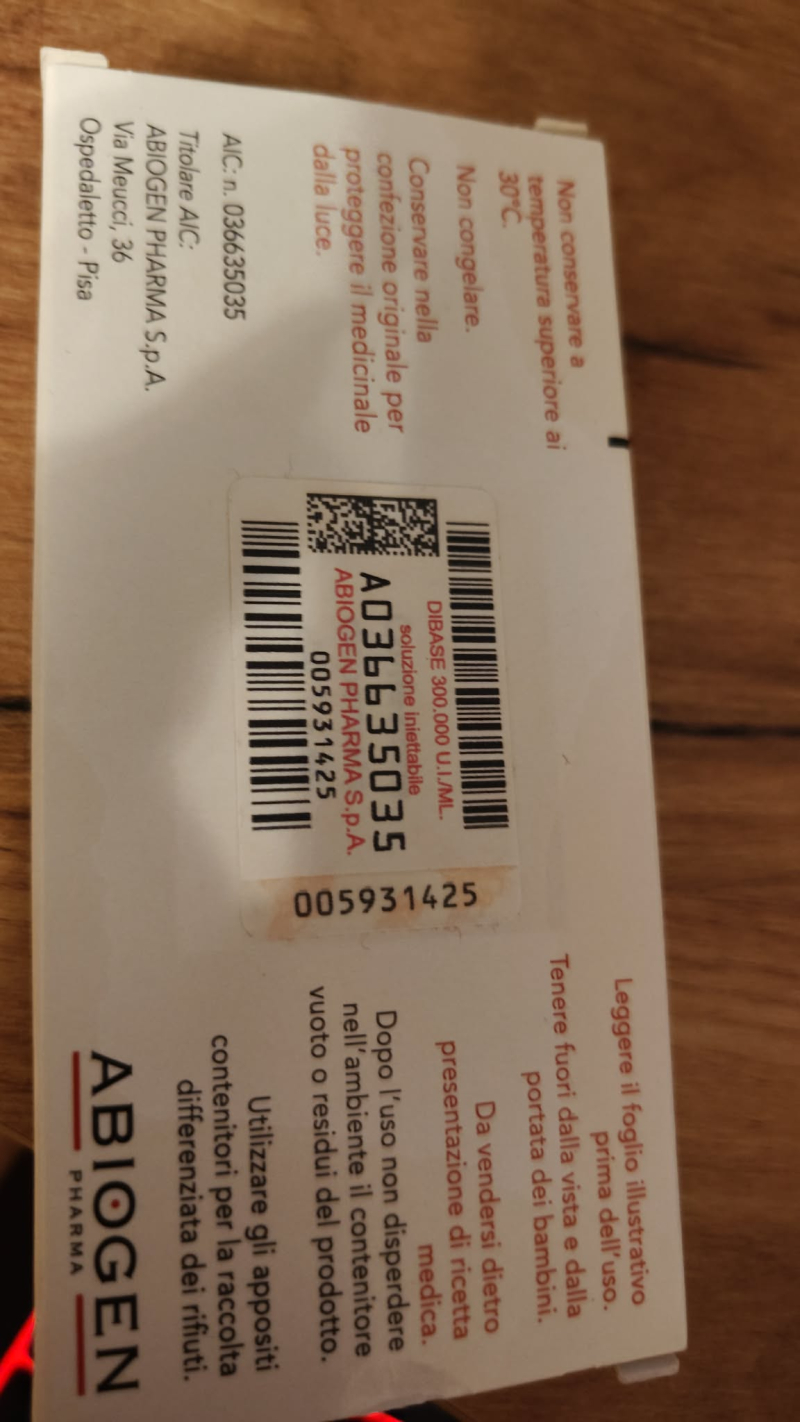 Non conservare a
temperatura superiore ai
30°C.
Non congelare.
Conservare nella
confezione originale per
proteggere il medicinale
dalla luce.
AIC: n. 036635035
Titolare AIC:
ABIOGEN PHARMA S.p.A.
Via Meucci, 36
Ospedaletto - Pisa
DIBASE 300.000 U.I./ML.
soluzione iniettabile
A036635035
ABIOGEN PHARMA S.p.A.
005931425
005931425
Leggere il foglio illustrativo
prima dell'uso.
Tenere fuori dalla vista e dalla
portata dei bambini.
Da vendersi dietro
presentazione di ricetta
medica.
Dopo l'uso non disperdere
nell'ambiente il contenitore
vuoto o residui del prodotto.
Utilizzare gli appositi
contenitori per la raccolta
differenziata dei rifiuti.
ABIOGEN
PHARMA